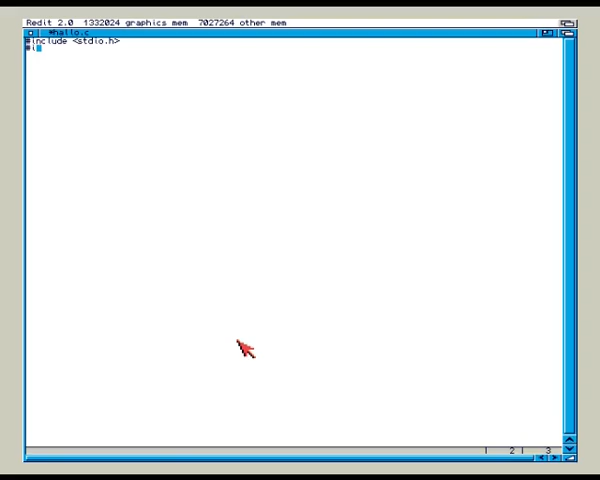 Redit 2.0  1332024 graphics mem  7027264 other mem
*hallo.c
#include <stdio.h>
#i
| 2 | 3